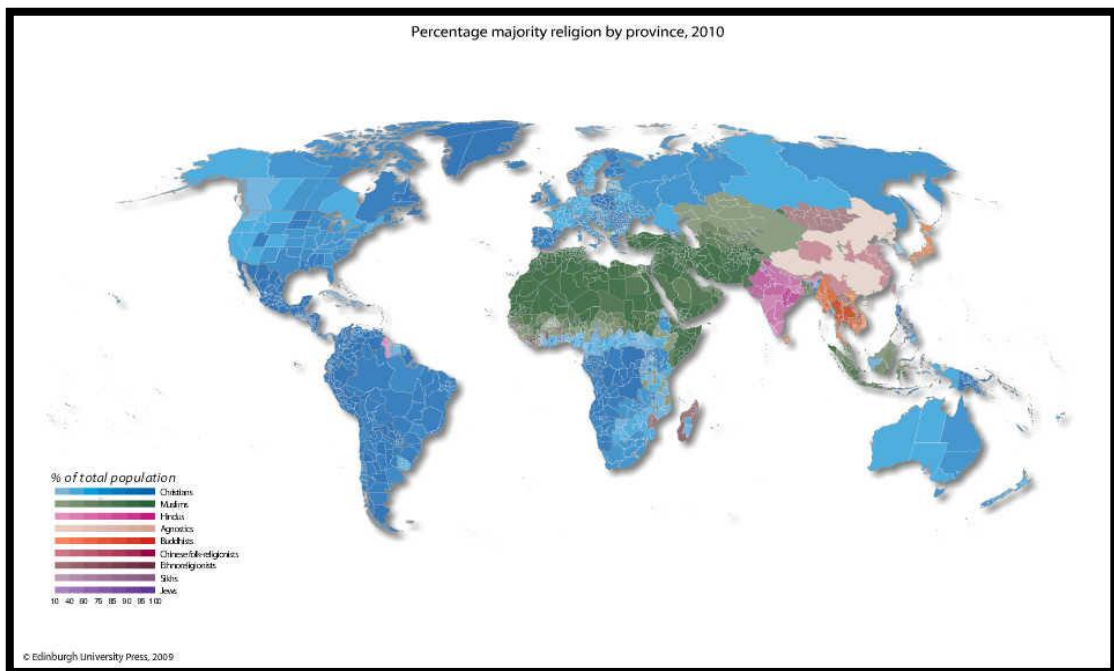 Percentage majority religion by province, 2010
% of total population
Christians
Muslims
Hindus
Agnostics
Buddhists
Chinese folk-religionists
Ethnoreligionists
Sikhs
Jews
10 40 60 75 85 90 95 100
© Edinburgh University Press, 2009